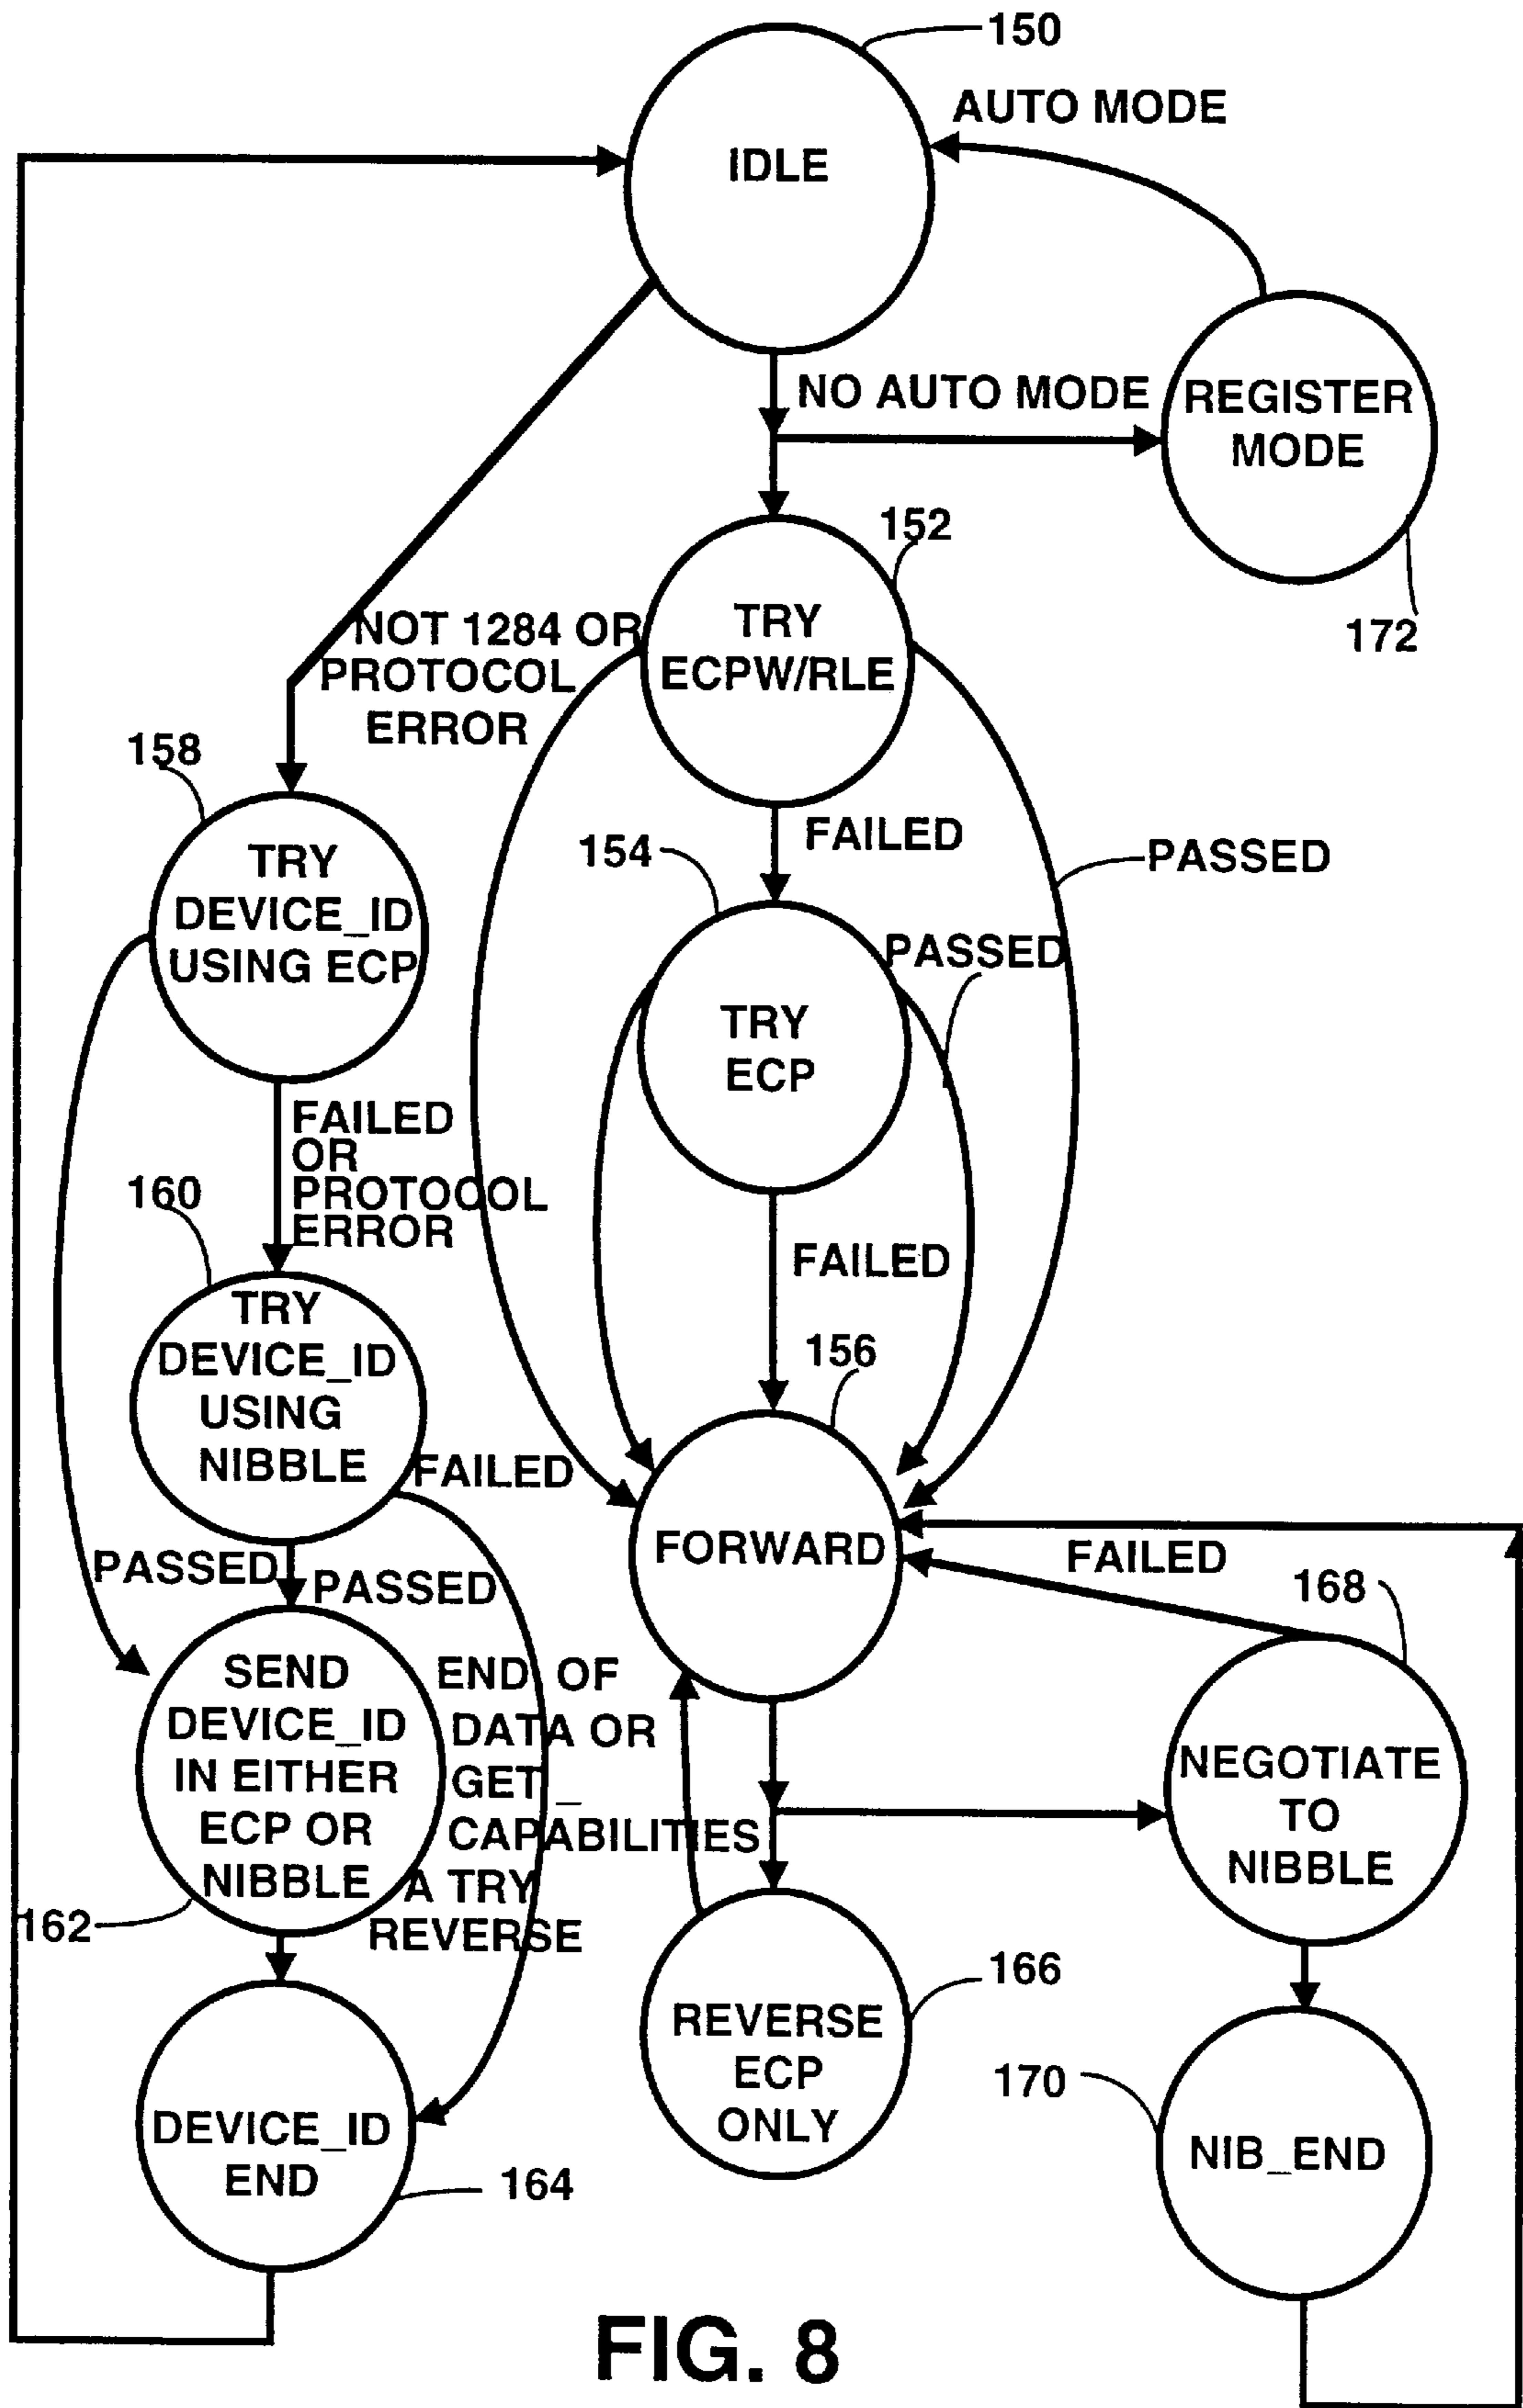 150
AUTO MODE
IDLE
NO AUTO MODE
REGISTER
MODE
172
152
TRY
ECPW/RLE
NOT 1284 OR
PROTOCOL
ERROR
158
TRY
DEVICE_ID
USING ECP
FAILED
154
PASSED
PASSED
TRY
ECP
FAILED
OR
PROTOCOL
ERROR
160
FAILED
TRY
DEVICE_ID
USING
NIBBLE
156
FAILED
PASSED
PASSED
FORWARD
FAILED
168
SEND
DEVICE_ID
IN EITHER
ECP OR
NIBBLE
162
END OF
DATA OR
GET_
CAPABILITIES
A TRY
REVERSE
NEGOTIATE
TO
NIBBLE
166
REVERSE
ECP
ONLY
170
NIB_END
DEVICE_ID
END
164
FIG. 8